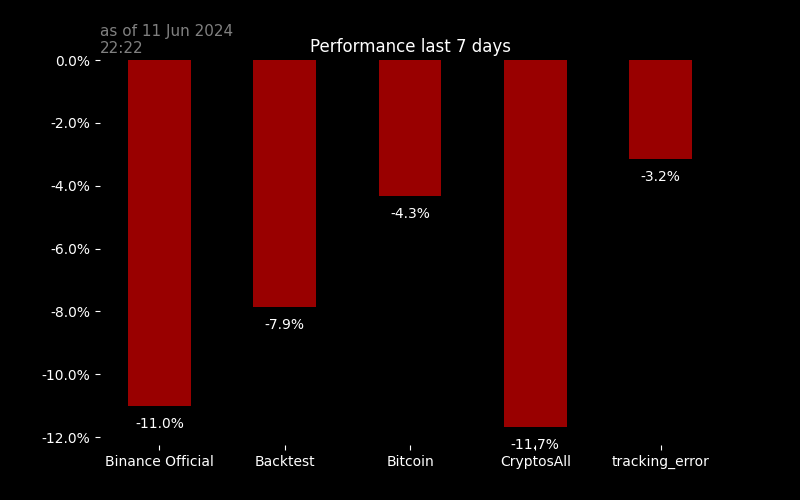 as of 11 Jun 2024
22:22
Performance last 7 days
0.0%
-2.0%
-4.0%
-6.0%
-8.0%
-10.0%
-12.0%
-11.0%
-7.9%
-4.3%
-11.7%
-3.2%
Binance Official
Backtest
Bitcoin
CryptosAll
tracking_error